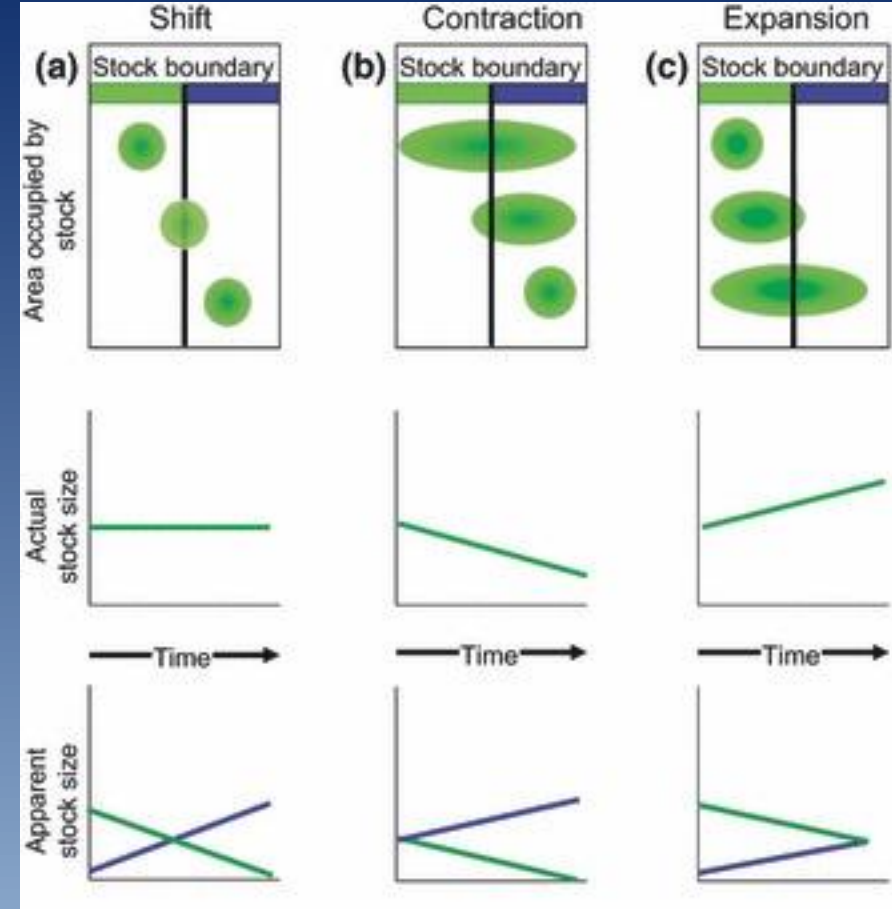 Shift
Contraction
Expansion
(a)
Stock boundary
(b)
Stock boundary
(c)
Stock boundary
Area occupied by
stock
Actual
stock size
Time
Time
Time
Apparent
stock size